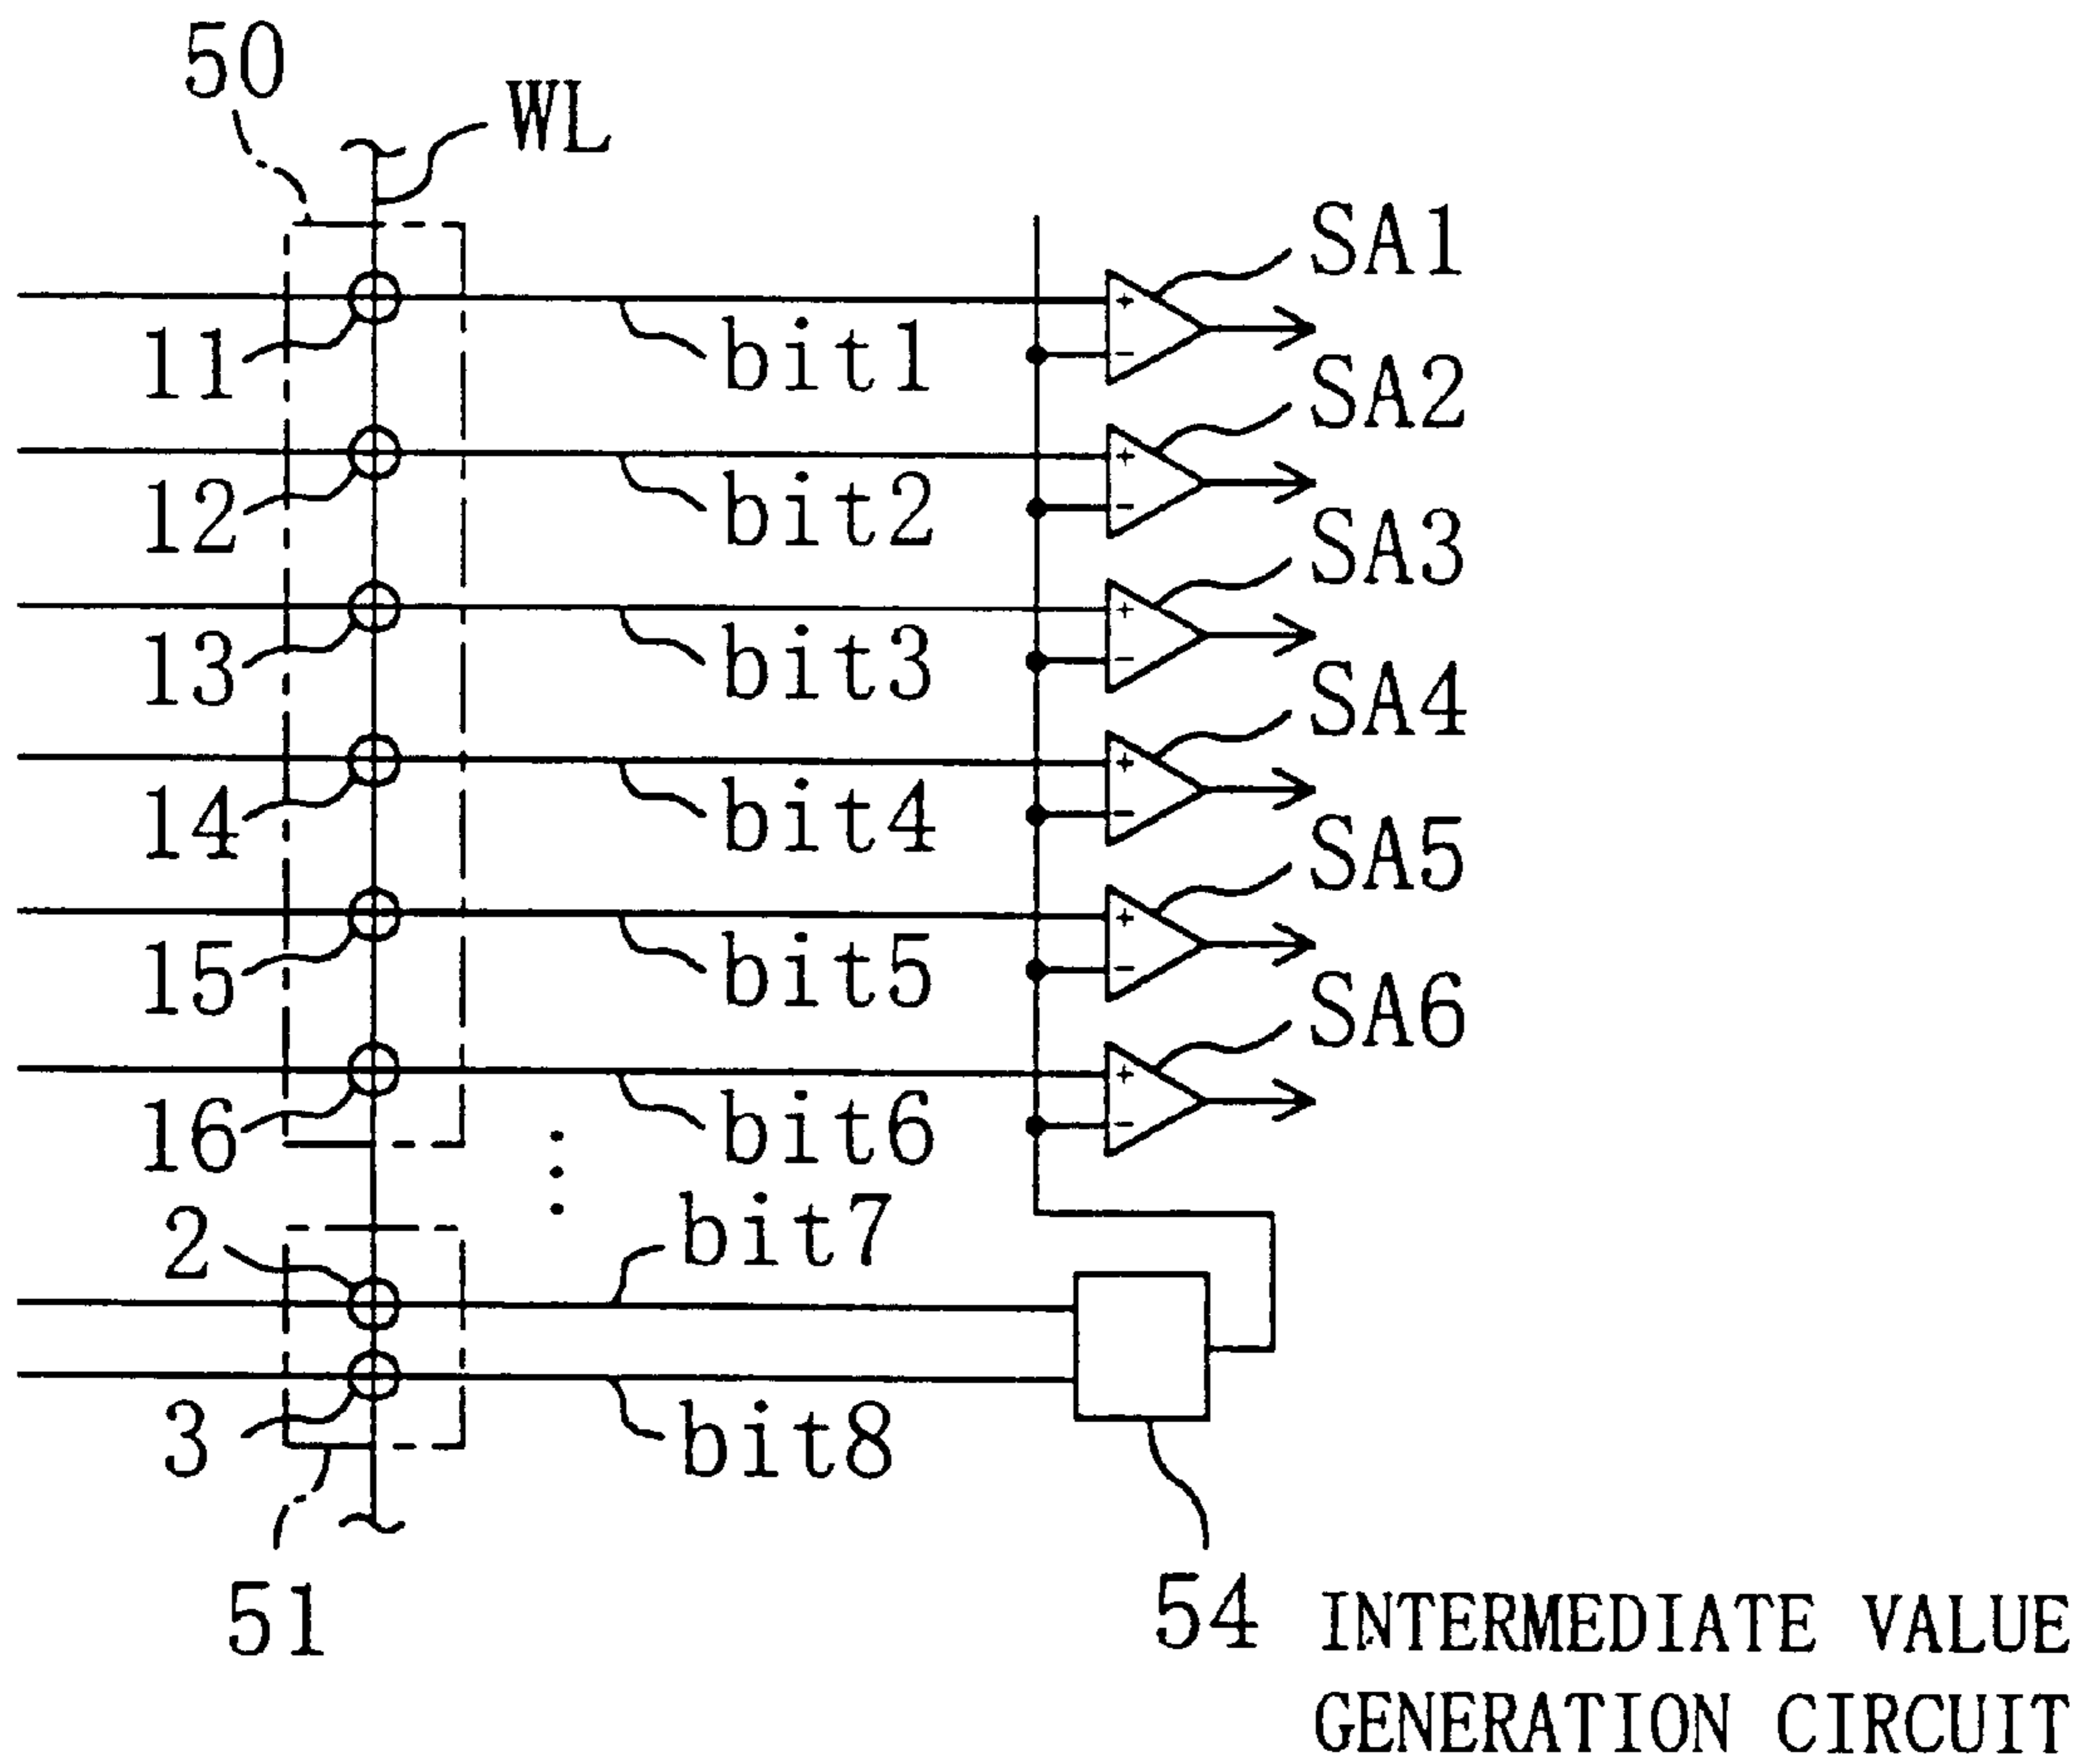 50
WL
SA1
11
bit1
SA2
12
bit2
SA3
13
bit3
SA4
14
bit4
SA5
15
bit5
SA6
16
bit6
2
bit7
3
bit8
51
54 INTERMEDIATE VALUE
GENERATION CIRCUIT